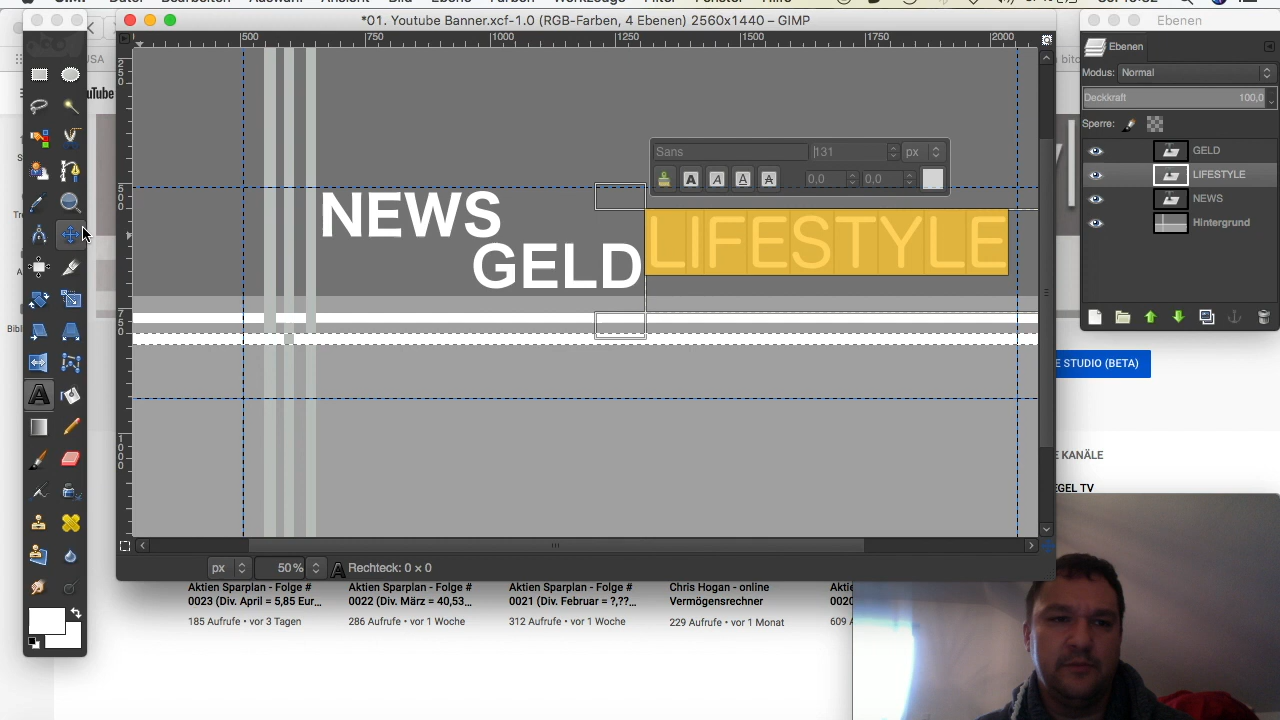 *01. Youtube Banner.xcf-1.0 (RGB-Farben, 4 Ebenen) 2560x1440 – GIMP
Ebenen
USA
Ebenen
Modus: Normal
Deckkraft 100,0
Sperre:
GELD
LIFESTYLE
NEWS
Hintergrund
500 750 1000 1250 1500 1750 2000
Sans 131 px
0,0 0,0
NEWS
LIFESTYLE
GELD
E STUDIO (BETA)
E KANÄLE
EGEL TV
px 50 % Rechteck: 0 × 0
Aktien Sparplan - Folge #
0023 (Div. April = 5,85 Eur...
185 Aufrufe • vor 3 Tagen
Aktien Sparplan - Folge #
0022 (Div. März = 40,53...
286 Aufrufe • vor 1 Woche
Aktien Sparplan - Folge #
0021 (Div. Februar = ?,??...
312 Aufrufe • vor 1 Woche
Chris Hogan - online
Vermögensrechner
229 Aufrufe • vor 1 Monat
Aktie
0020
609 A